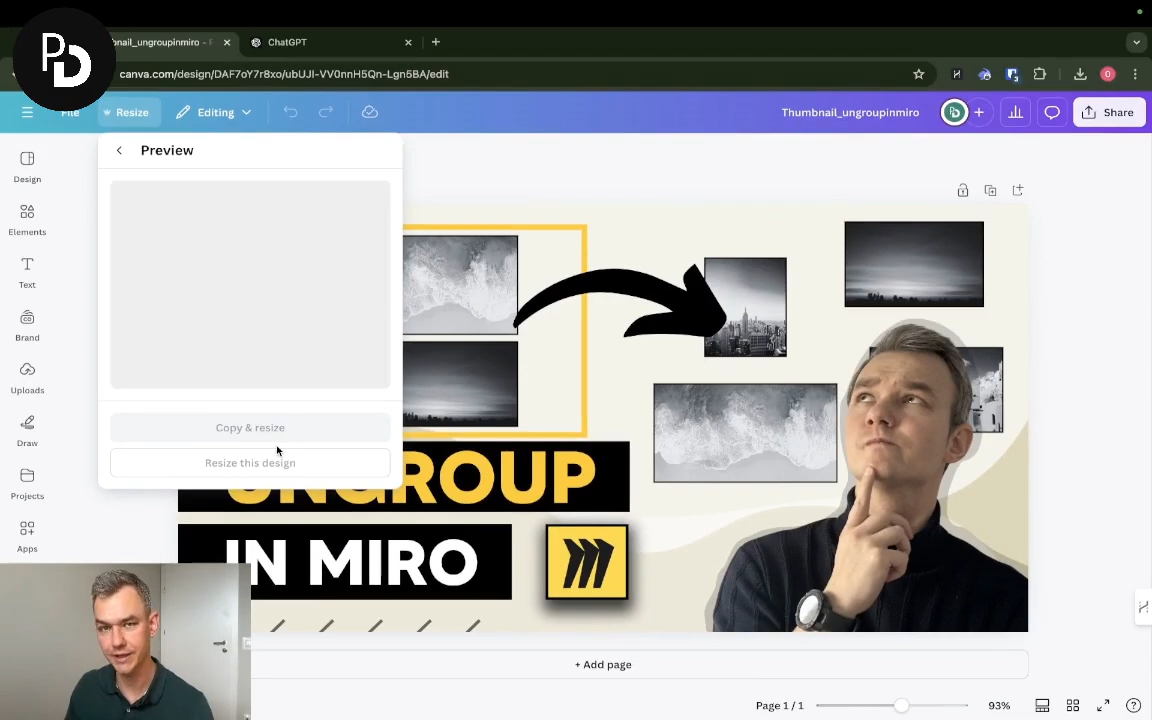 PD
nail_ungroupinmiro - F
ChatGPT
canva.com/design/DAF7oY7r8xo/ubUJI-VV0nnH5Qn-Lgn5BA/edit
0
File
Resize
Editing
Thumbnail_ungroupinmiro
Share
Preview
Design
Elements
Text
Brand
Uploads
Draw
Projects
Apps
Copy & resize
Resize this design
UNGROUP
IN MIRO
+ Add page
Page 1 / 1
93%